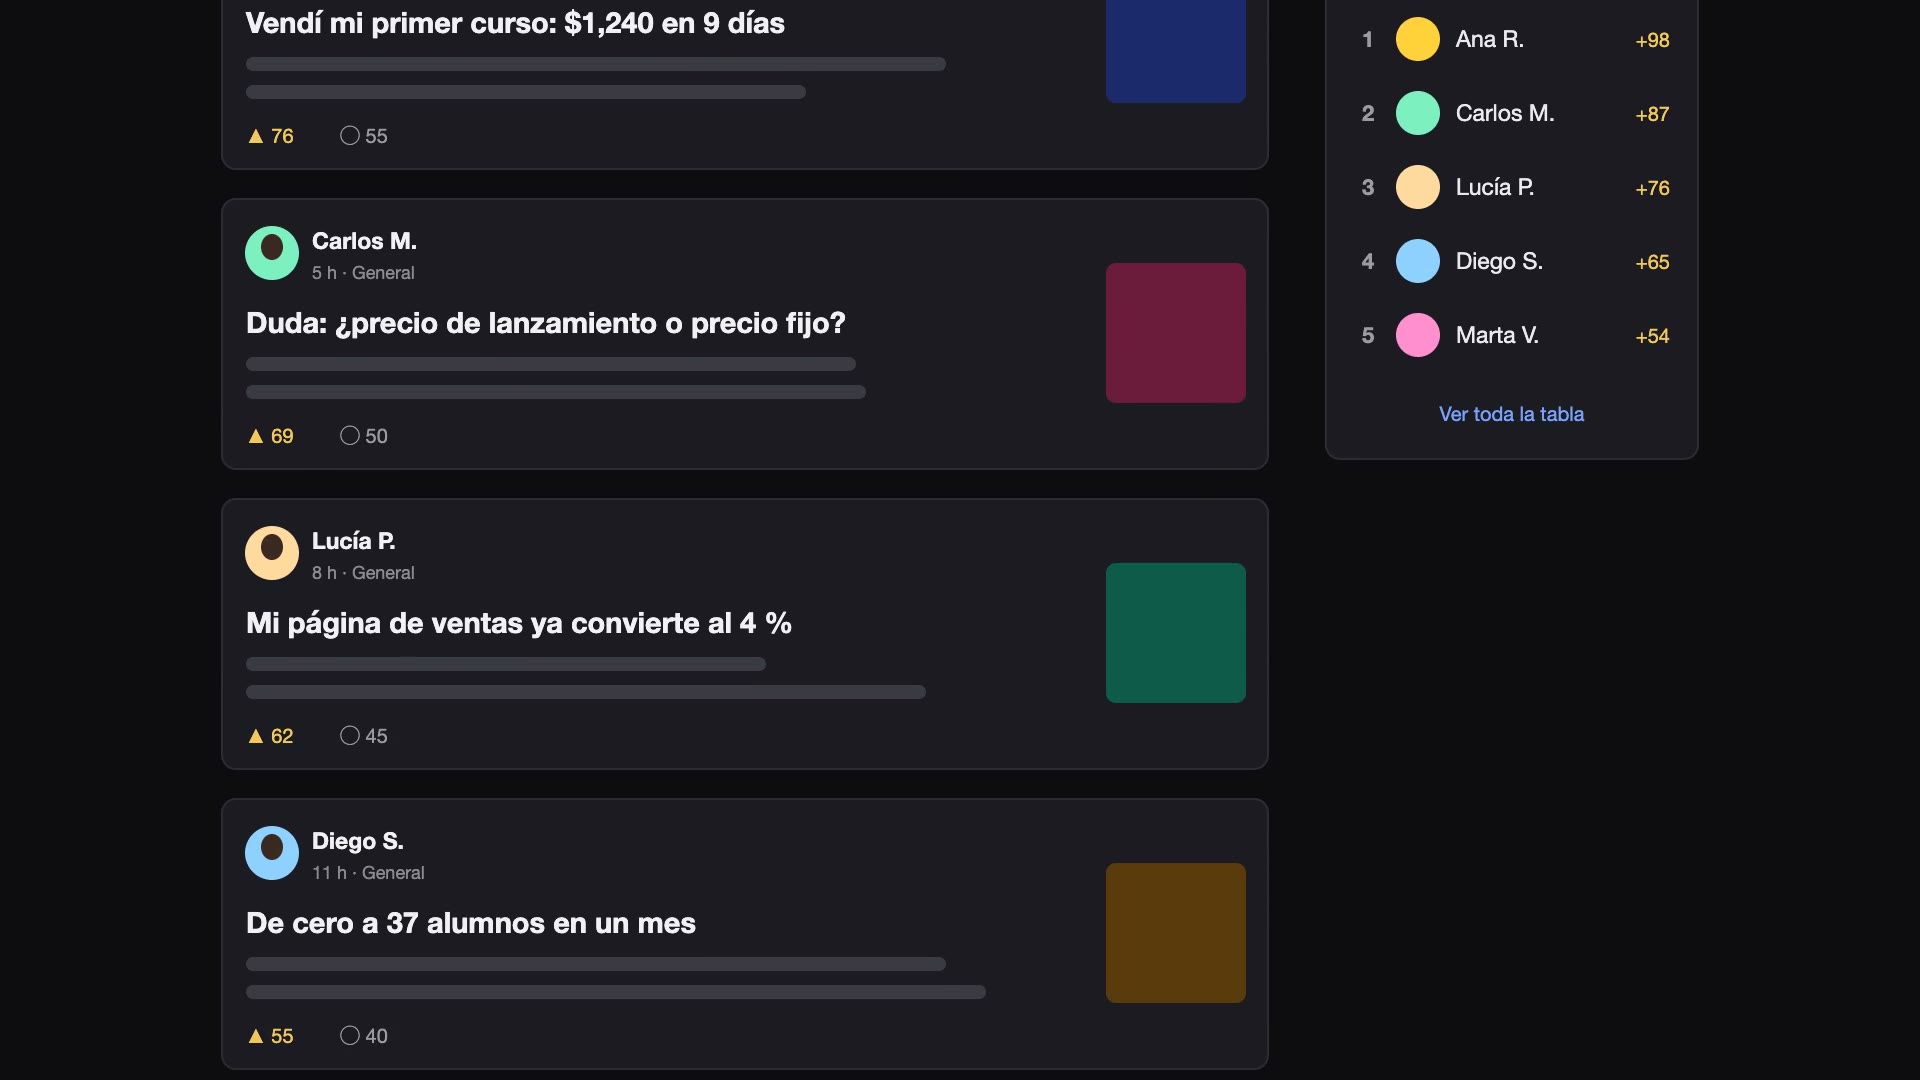 Vendí mi primer curso: $1,240 en 9 días
▲ 76 ◯ 55
Carlos M.
5 h · General
Duda: ¿precio de lanzamiento o precio fijo?
▲ 69 ◯ 50
Lucía P.
8 h · General
Mi página de ventas ya convierte al 4 %
▲ 62 ◯ 45
Diego S.
11 h · General
De cero a 37 alumnos en un mes
▲ 55 ◯ 40
1 Ana R. +98
2 Carlos M. +87
3 Lucía P. +76
4 Diego S. +65
5 Marta V. +54
Ver toda la tabla